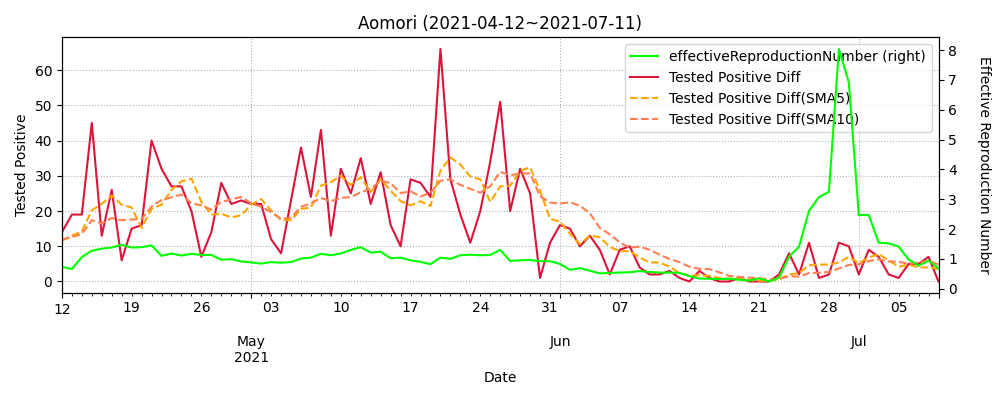 Aomori (2021-04-12~2021-07-11)
effectiveReproductionNumber (right)
Tested Positive Diff
Tested Positive Diff(SMA5)
Tested Positive Diff(SMA10)
Tested Positive
60
50
40
30
20
10
0
Effective Reproduction Number
8
7
6
5
4
3
2
1
0
12 19 26 03 10 17 24 31 07 14 21 28 05
May Jun Jul
2021
Date